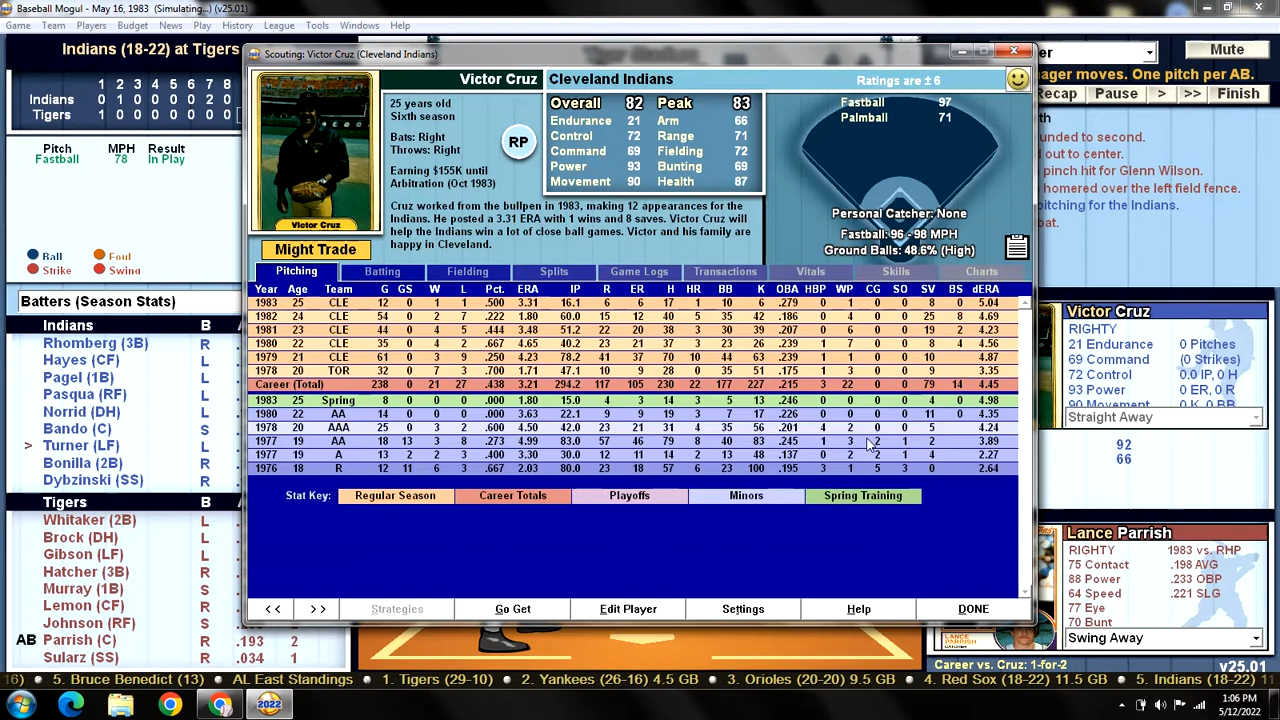 Baseball Mogul - May 16, 1983 (Simulating...) (v25.01)
Game Team Players Budget News Play History League Tools Windows Help
Indians (18-22) at Tigers
1 2 3 4 5 6 7 8
Indians 0 1 0 0 0 0 2 0
Tigers 1 0 0 0 0 0 0
Pitch MPH Result
Fastball 78 In Play
Ball Foul
Strike Swing
Batters (Season Stats)
Indians B
Rhomberg (3B) R
Hayes (CF) L
Pagel (1B) L
Pasqua (RF) L
Norrid (DH) L
Bando (C) S
> Turner (LF) L
Bonilla (2B) R
Dybzinski (SS) R
Tigers B
Whitaker (2B) L
Brock (DH) L
Gibson (LF) L
Hatcher (3B) R
Murray (1B) S
Lemon (CF) R
Johnson (RF) S
AB Parrish (C) R .193 2
Sularz (SS) R .034 1
Scouting: Victor Cruz (Cleveland Indians)
Victor Cruz
Victor Cruz
25 years old
Sixth season
Bats: Right
Throws: Right
Earning $155K until
Arbitration (Oct 1983)
RP
Cleveland Indians
Overall 82 Peak 83
Endurance 21 Arm 66
Control 72 Range 71
Command 69 Fielding 72
Power 93 Bunting 69
Movement 90 Health 87
Ratings are ± 6
Fastball 97
Palmball 71
Personal Catcher: None
Fastball: 96 - 98 MPH
Ground Balls: 48.6% (High)
Cruz worked from the bullpen in 1983, making 12 appearances for the
Indians. He posted a 3.31 ERA with 1 wins and 8 saves. Victor Cruz will
help the Indians win a lot of close ball games. Victor and his family are
happy in Cleveland.
Might Trade
Pitching Batting Fielding Splits Game Logs Transactions Vitals Skills Charts
Year Age Team G GS W L Pct. ERA IP R ER H HR BB K OBA HBP WP CG SO SV BS dERA
1983 25 CLE 12 0 1 1 .500 3.31 16.1 6 6 17 1 10 6 .279 0 1 0 0 8 0 5.04
1982 24 CLE 54 0 2 7 .222 1.80 60.0 15 12 40 5 35 42 .186 0 4 0 0 25 8 4.69
1981 23 CLE 44 0 4 5 .444 3.48 51.2 22 20 38 3 30 39 .207 0 6 0 0 19 2 4.23
1980 22 CLE 35 0 4 2 .667 4.65 40.2 23 21 37 3 23 26 .239 1 7 0 0 8 4 4.56
1979 21 CLE 61 0 3 9 .250 4.23 78.2 41 37 70 10 44 63 .239 1 1 0 0 10 4.87
1978 20 TOR 32 0 7 3 .700 1.71 47.1 10 9 28 0 35 51 .175 1 3 0 0 9 3.35
Career (Total) 238 0 21 27 .438 3.21 294.2 117 105 230 22 177 227 .215 3 22 0 0 79 14 4.45
1983 25 Spring 8 0 0 0 .000 1.80 15.0 4 3 14 3 5 13 .246 0 0 0 0 4 0 4.98
1980 22 AA 14 0 0 0 .000 3.63 22.1 9 9 19 3 7 17 .226 0 0 0 0 11 0 4.35
1978 20 AAA 25 0 3 2 .600 4.50 42.0 23 21 31 4 35 56 .201 4 2 0 0 5 4.24
1977 19 AA 18 13 3 8 .273 4.99 83.0 57 46 79 8 40 83 .245 1 3 2 1 2 3.89
1977 19 A 13 2 2 3 .400 3.30 30.0 12 11 14 2 13 48 .137 0 2 2 1 4 2.27
1976 18 R 12 11 6 3 .667 2.03 80.0 23 18 57 6 23 100 .195 3 1 5 3 0 2.64
Stat Key: Regular Season Career Totals Playoffs Minors Spring Training
<< >> Strategies Go Get Edit Player Settings Help DONE
Mute
nager moves. One pitch per AB.
Recap Pause > >> Finish
ounded to second.
d out to center.
pinch hit for Glenn Wilson.
homered over the left field fence.
pitching for the Indians.
bat.
Victor Cruz
RIGHTY
21 Endurance 0 Pitches
69 Command (0 Strikes)
72 Control 0.0 IP, 0 H
93 Power 0 ER, 0 R
90 Movement 0 K, 0 BB
Straight Away
92
66
Lance Parrish
RIGHTY 1983 vs. RHP
75 Contact .198 AVG
88 Power .233 OBP
64 Speed .221 SLG
77 Eye
70 Bunt
Swing Away
LANCE PARRISH
CATCHER
Career vs. Cruz: 1-for-2
v25.01
16) • 5. Bruce Benedict (13) AL East Standings • 1. Tigers (29-10) • 2. Yankees (26-16) 4.5 GB • 3. Orioles (20-20) 9.5 GB • 4. Red Sox (18-22) 11.5 GB • 5. Indians (18-22) 11
2022
1:06 PM
5/12/2022